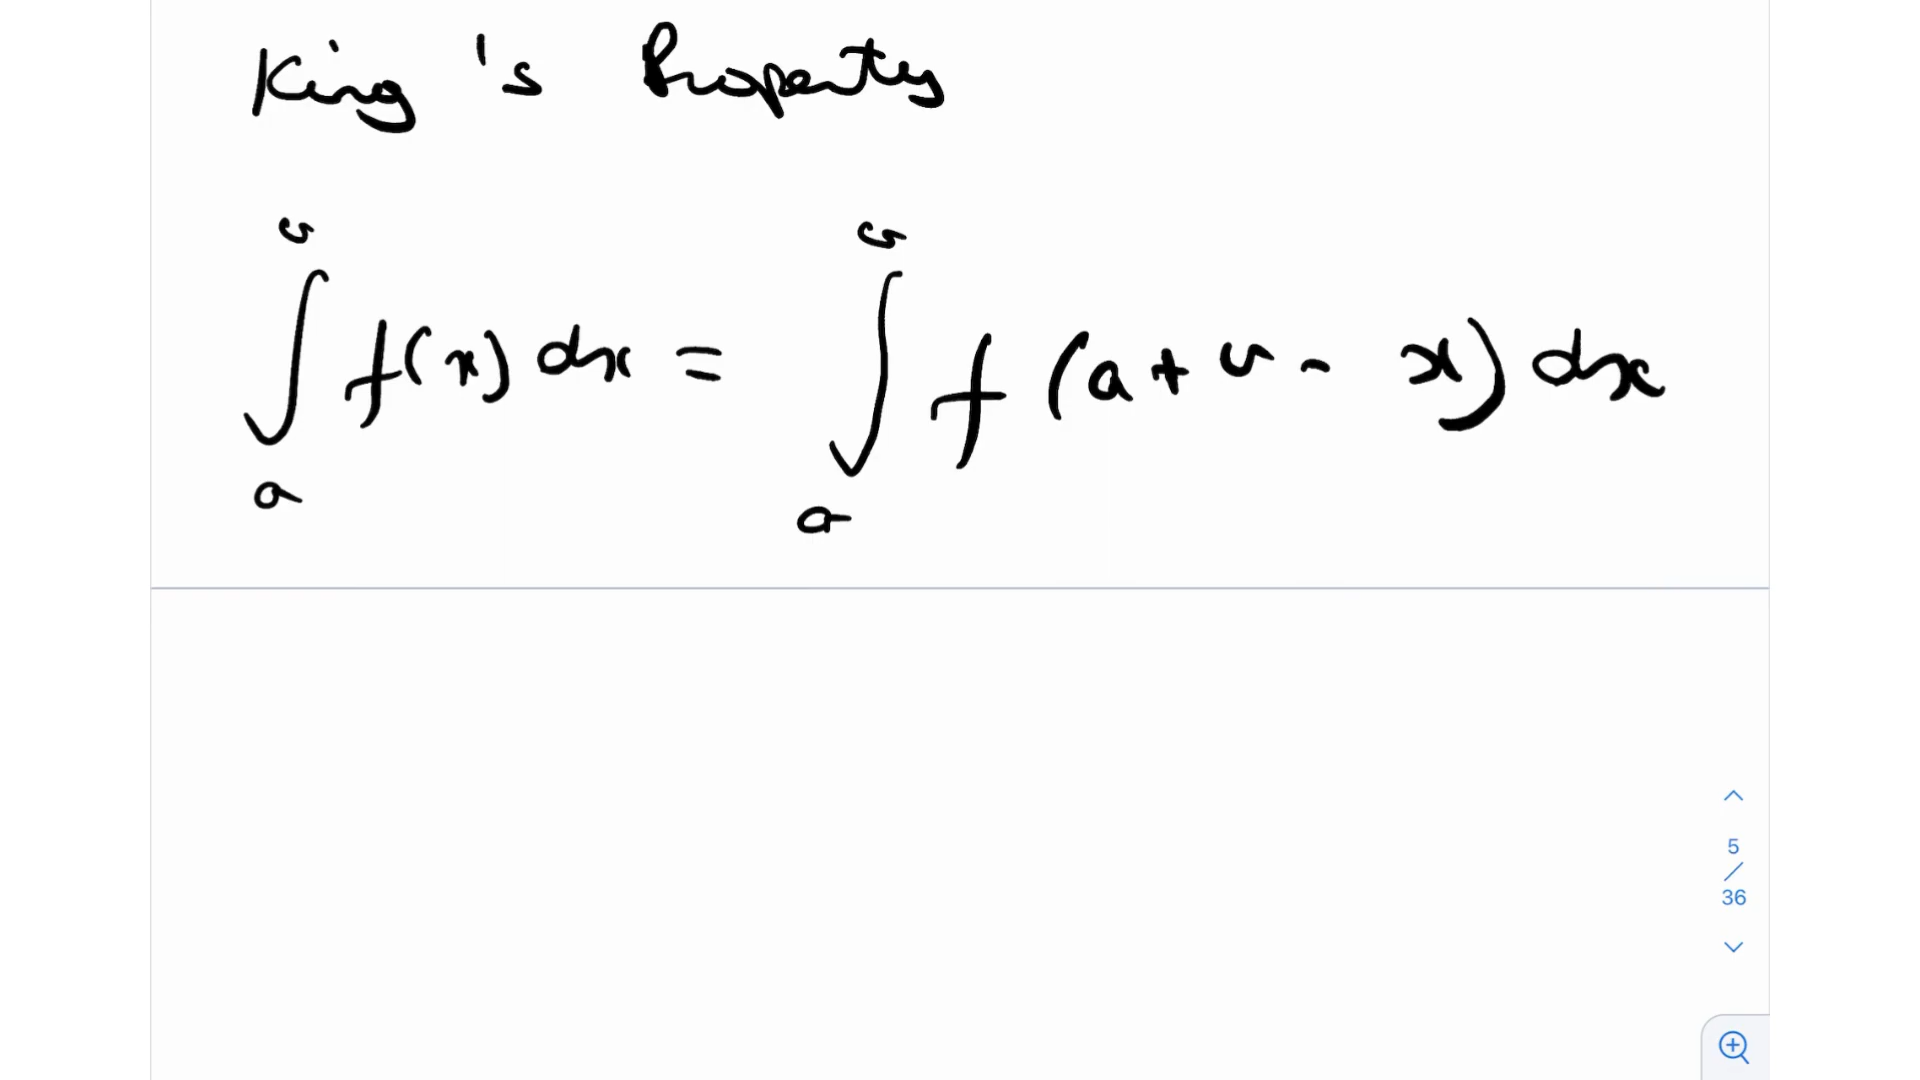 King's Property
∫ₐᵇ f(x) dx = ∫ₐᵇ f(a + b - x) dx
5
/
36